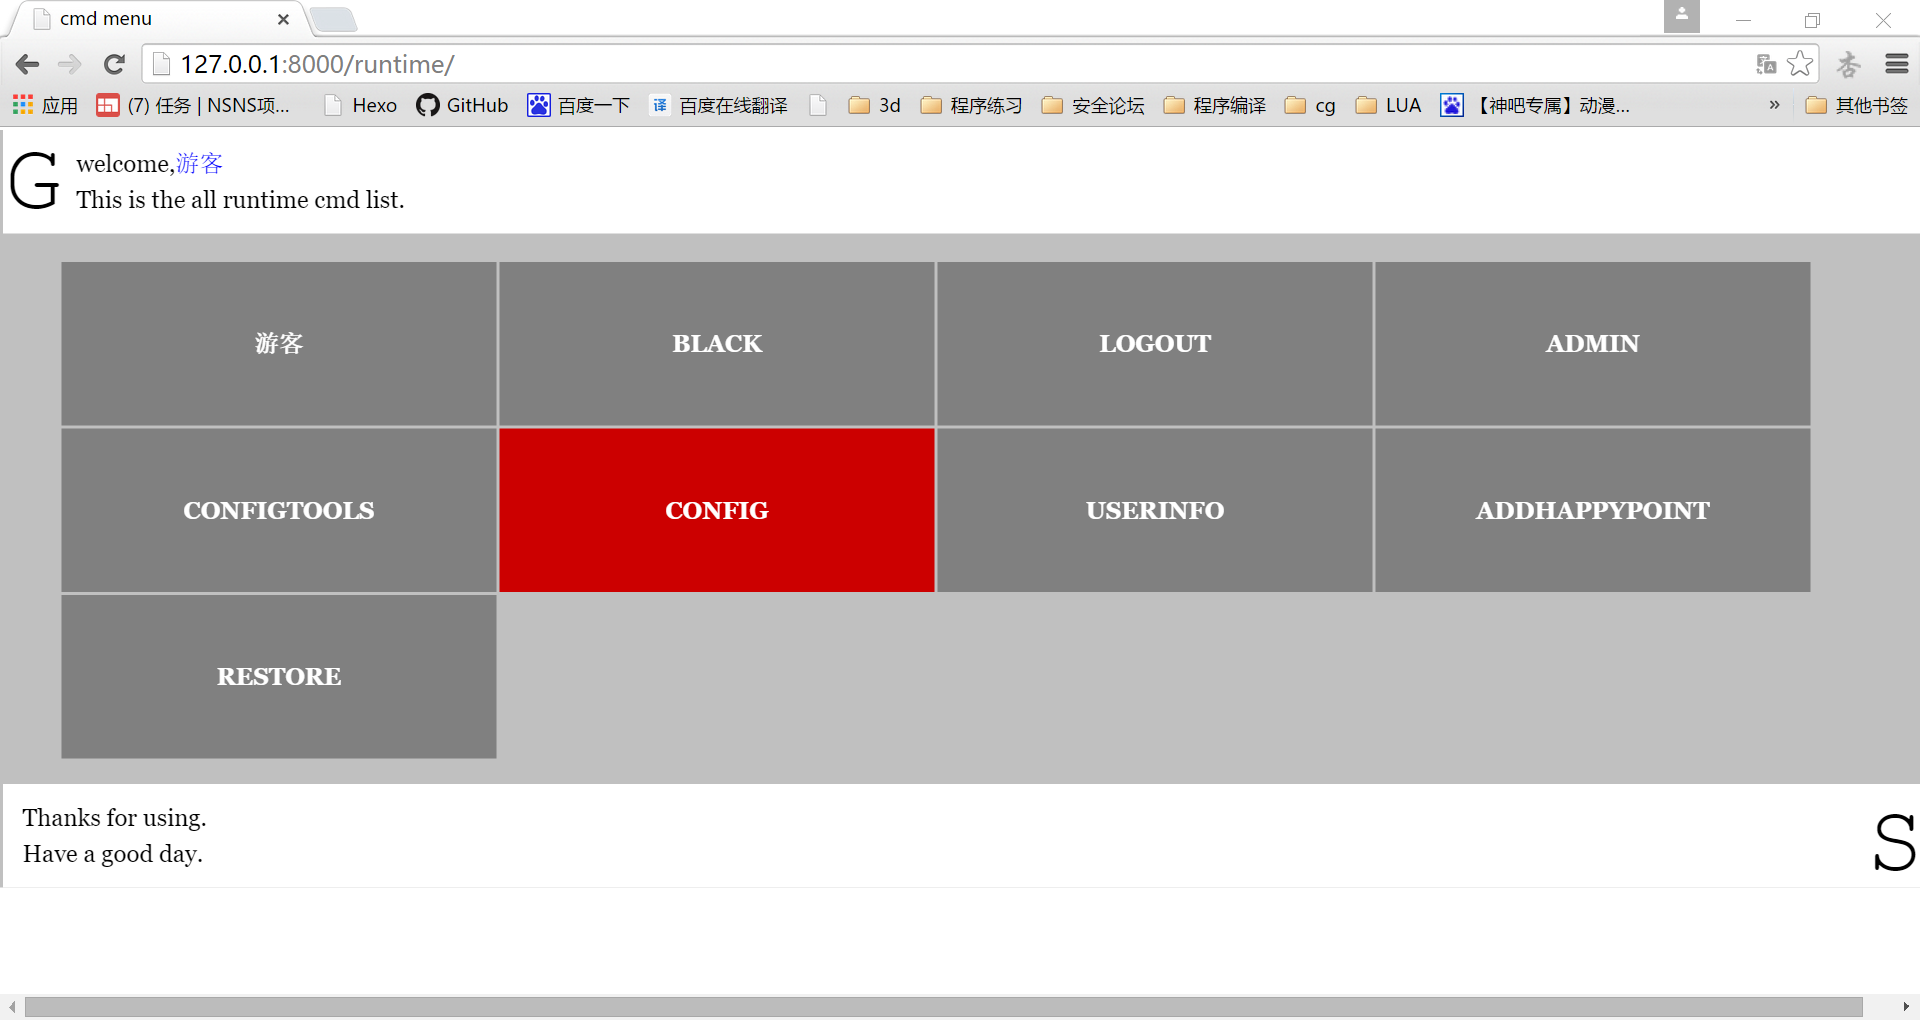 cmd menu
127.0.0.1:8000/runtime/
应用 (7) 任务 | NSNS项... Hexo GitHub 百度一下 译 百度在线翻译 3d 程序练习 安全论坛 程序编译 cg LUA 【神吧专属】动漫... » 其他书签
G
welcome,游客
This is the all runtime cmd list.
游客 BLACK LOGOUT ADMIN
CONFIGTOOLS CONFIG USERINFO ADDHAPPYPOINT
RESTORE
Thanks for using.
Have a good day.
S